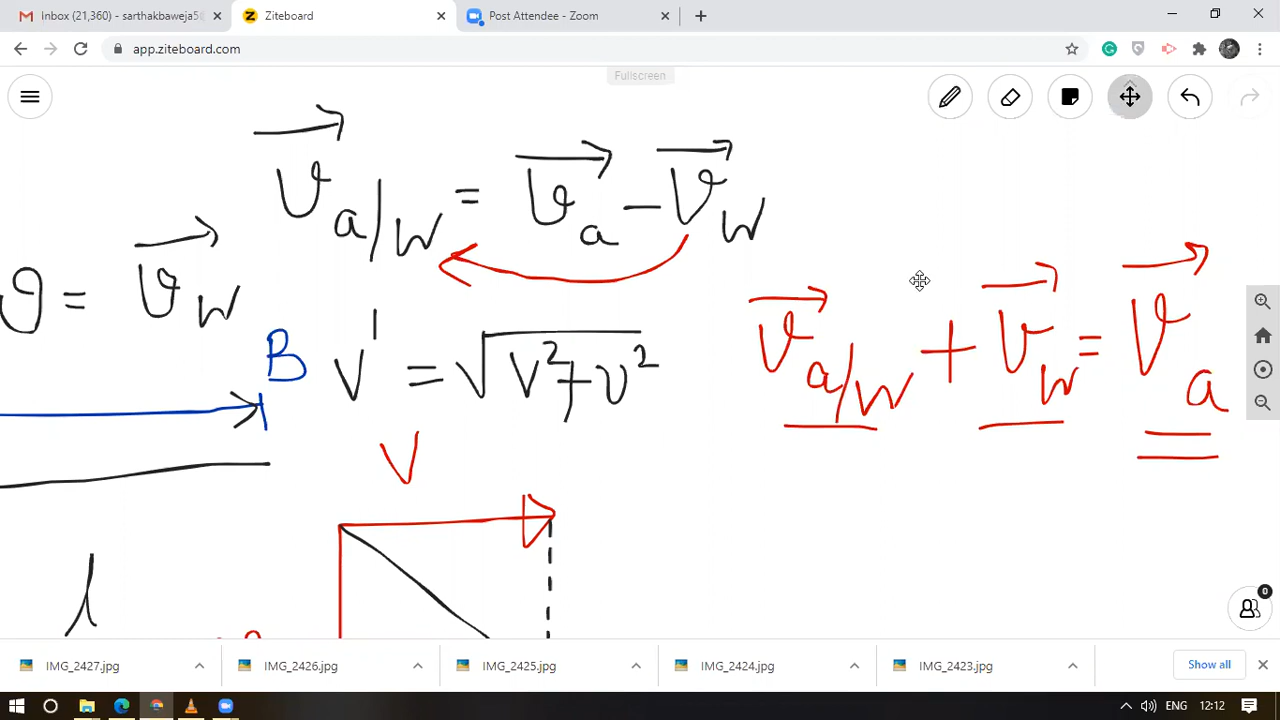 Inbox (21,360) - sarthakbaweja5
Ziteboard
Post Attendee - Zoom
app.ziteboard.com
Fullscreen
v a/w = v a − v w
v = v w
B
v' = √v² + v²
v a/w + v w = v a
v
l
0
IMG_2427.jpg
IMG_2426.jpg
IMG_2425.jpg
IMG_2424.jpg
IMG_2423.jpg
Show all
ENG
12:12